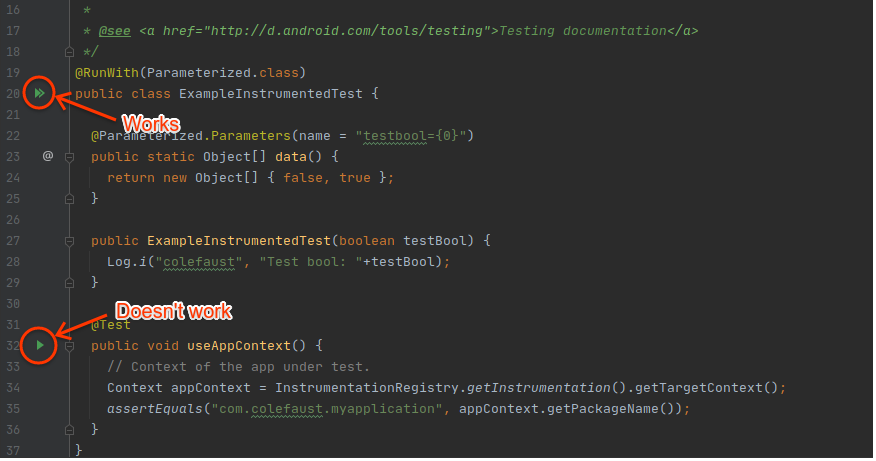 16 *
17 * @see <a href="http://d.android.com/tools/testing">Testing documentation</a>
18 */
19 @RunWith(Parameterized.class)
20 public class ExampleInstrumentedTest {
21
Works
22 @Parameterized.Parameters(name = "testbool={0}")
23 @ public static Object[] data() {
24 return new Object[] { false, true };
25 }
26
27 public ExampleInstrumentedTest(boolean testBool) {
28 Log.i("colefaust", "Test bool: "+testBool);
29 }
30
Doesn't work
31 @Test
32 public void useAppContext() {
33 // Context of the app under test.
34 Context appContext = InstrumentationRegistry.getInstrumentation().getTargetContext();
35 assertEquals("com.colefaust.myapplication", appContext.getPackageName());
36 }
37 }